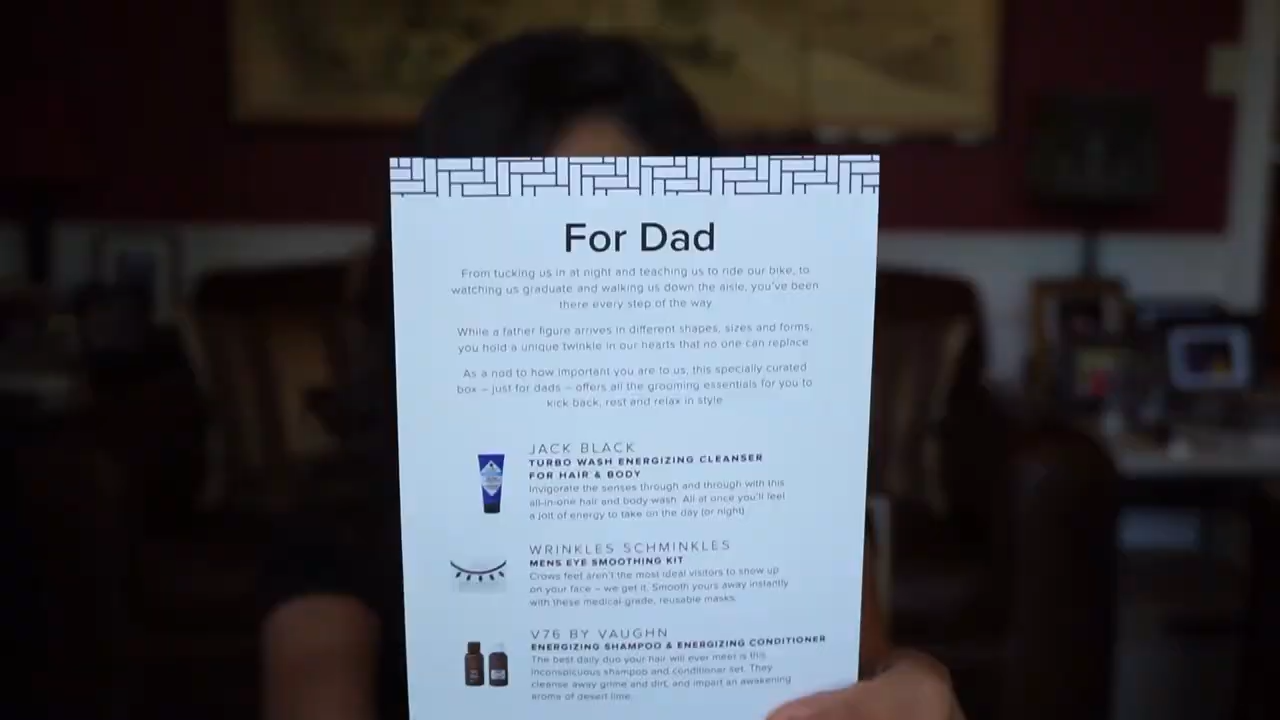 For Dad
From tucking us in at night and teaching us to ride our bike, to
watching us graduate and walking us down the aisle, you've been
there every step of the way
While a father figure arrives in different shapes, sizes and forms,
you hold a unique twinkle in our hearts that no one can replace
As a nod to how important you are to us, this specially curated
box – just for dads – offers all the grooming essentials for you to
kick back, rest and relax in style
JACK BLACK
TURBO WASH ENERGIZING CLEANSER
FOR HAIR & BODY
Invigorate the senses through and through with this
all-in-one hair and body wash. All at once you'll feel
a jolt of energy to take on the day (or night)
WRINKLES SCHMINKLES
MENS EYE SMOOTHING KIT
Crows feet aren't the most ideal visitors to show up
on your face – we get it. Smooth yours away instantly
with these medical-grade, reusable masks.
V76 BY VAUGHN
ENERGIZING SHAMPOO & ENERGIZING CONDITIONER
The best daily duo your hair will ever meet is this
inconspicuous shampoo and conditioner set. They
cleanse away grime and dirt, and impart an awakening
aroma of desert lime.